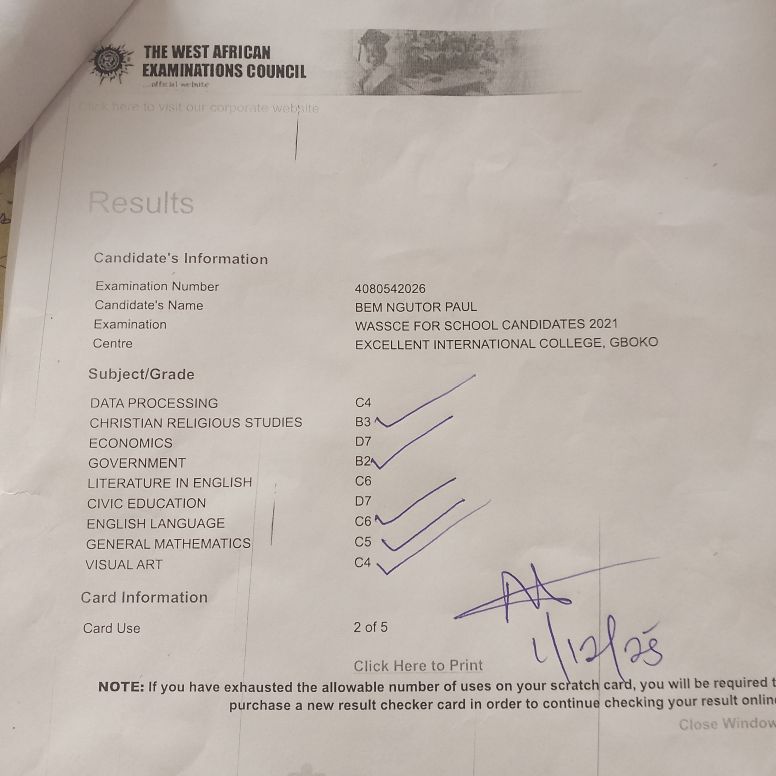 THE WEST AFRICAN
EXAMINATIONS COUNCIL
...official website
Click here to visit our corporate website
Results
Candidate's Information
Examination Number 4080542026
Candidate's Name BEM NGUTOR PAUL
Examination WASSCE FOR SCHOOL CANDIDATES 2021
Centre EXCELLENT INTERNATIONAL COLLEGE, GBOKO
Subject/Grade
DATA PROCESSING C4
CHRISTIAN RELIGIOUS STUDIES B3
ECONOMICS D7
GOVERNMENT B2
LITERATURE IN ENGLISH C6
CIVIC EDUCATION D7
ENGLISH LANGUAGE C6
GENERAL MATHEMATICS C5
VISUAL ART C4
Card Information
Card Use 2 of 5
1/12/25
Click Here to Print
NOTE: If you have exhausted the allowable number of uses on your scratch card, you will be required t
purchase a new result checker card in order to continue checking your result online
Close Window